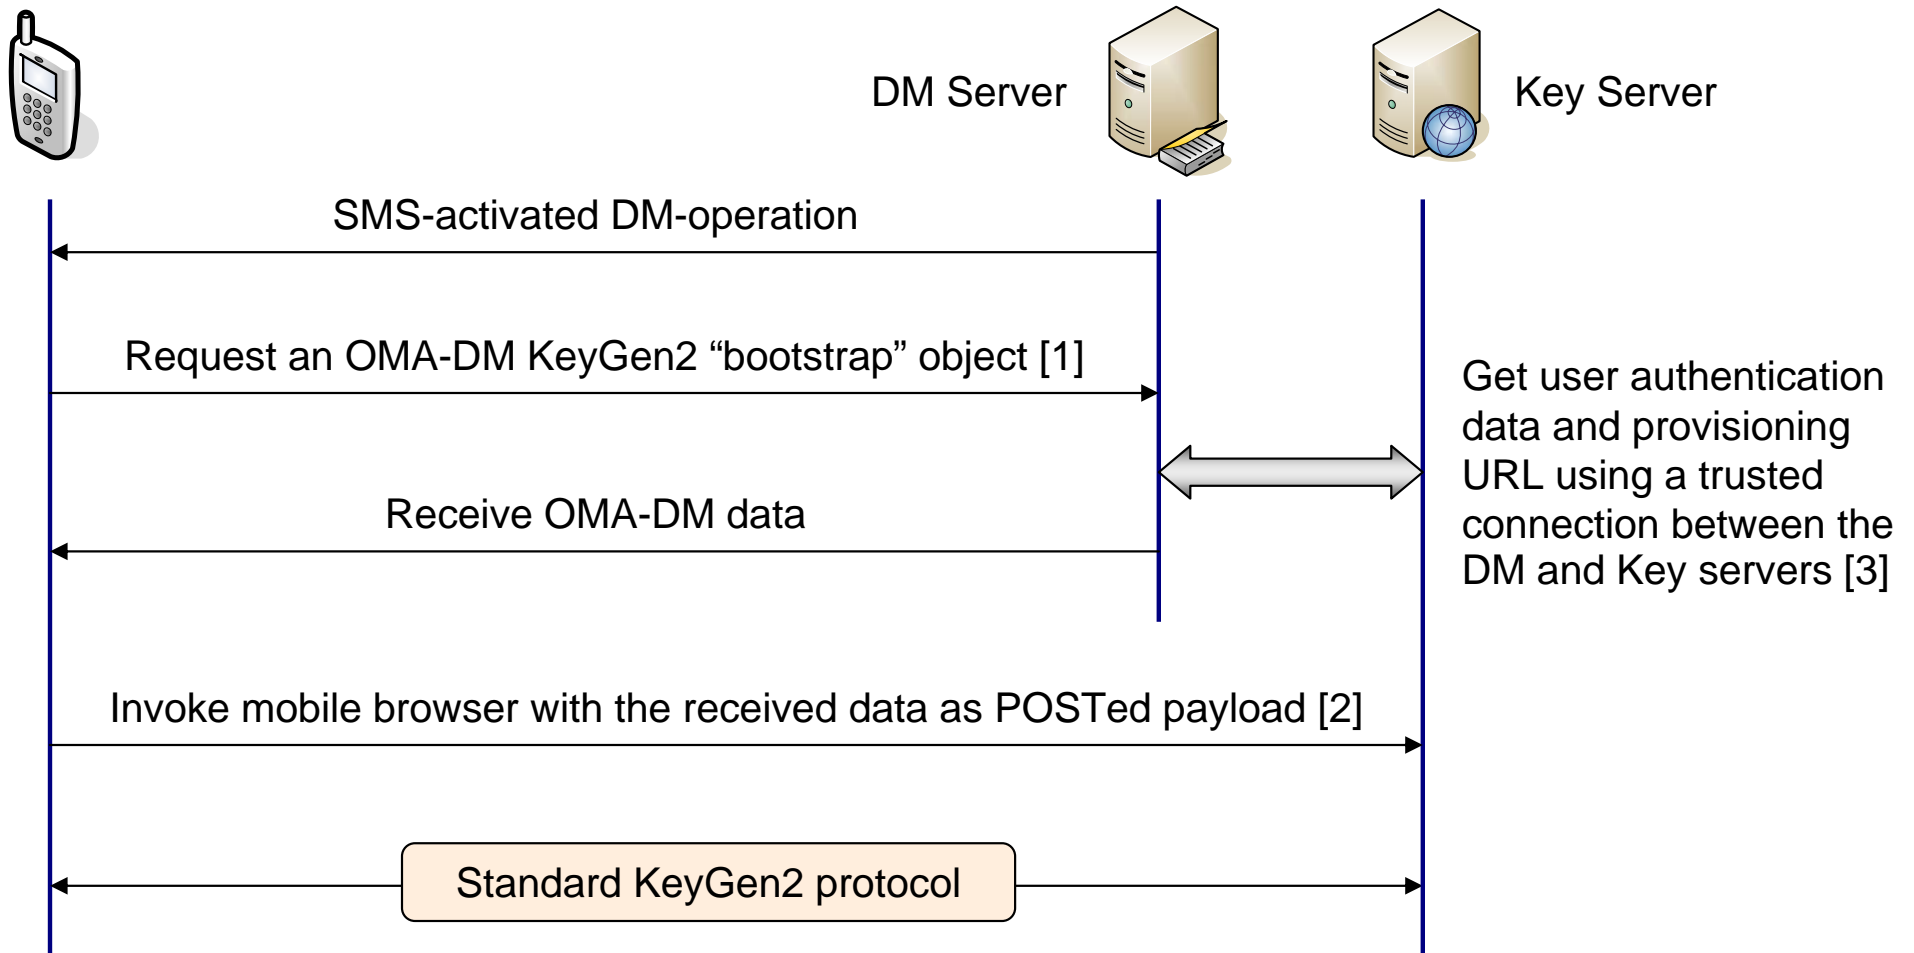 DM Server
Key Server
SMS-activated DM-operation
Request an OMA-DM KeyGen2 “bootstrap” object [1]
Get user authentication
data and provisioning
URL using a trusted
connection between the
DM and Key servers [3]
Receive OMA-DM data
Invoke mobile browser with the received data as POSTed payload [2]
Standard KeyGen2 protocol